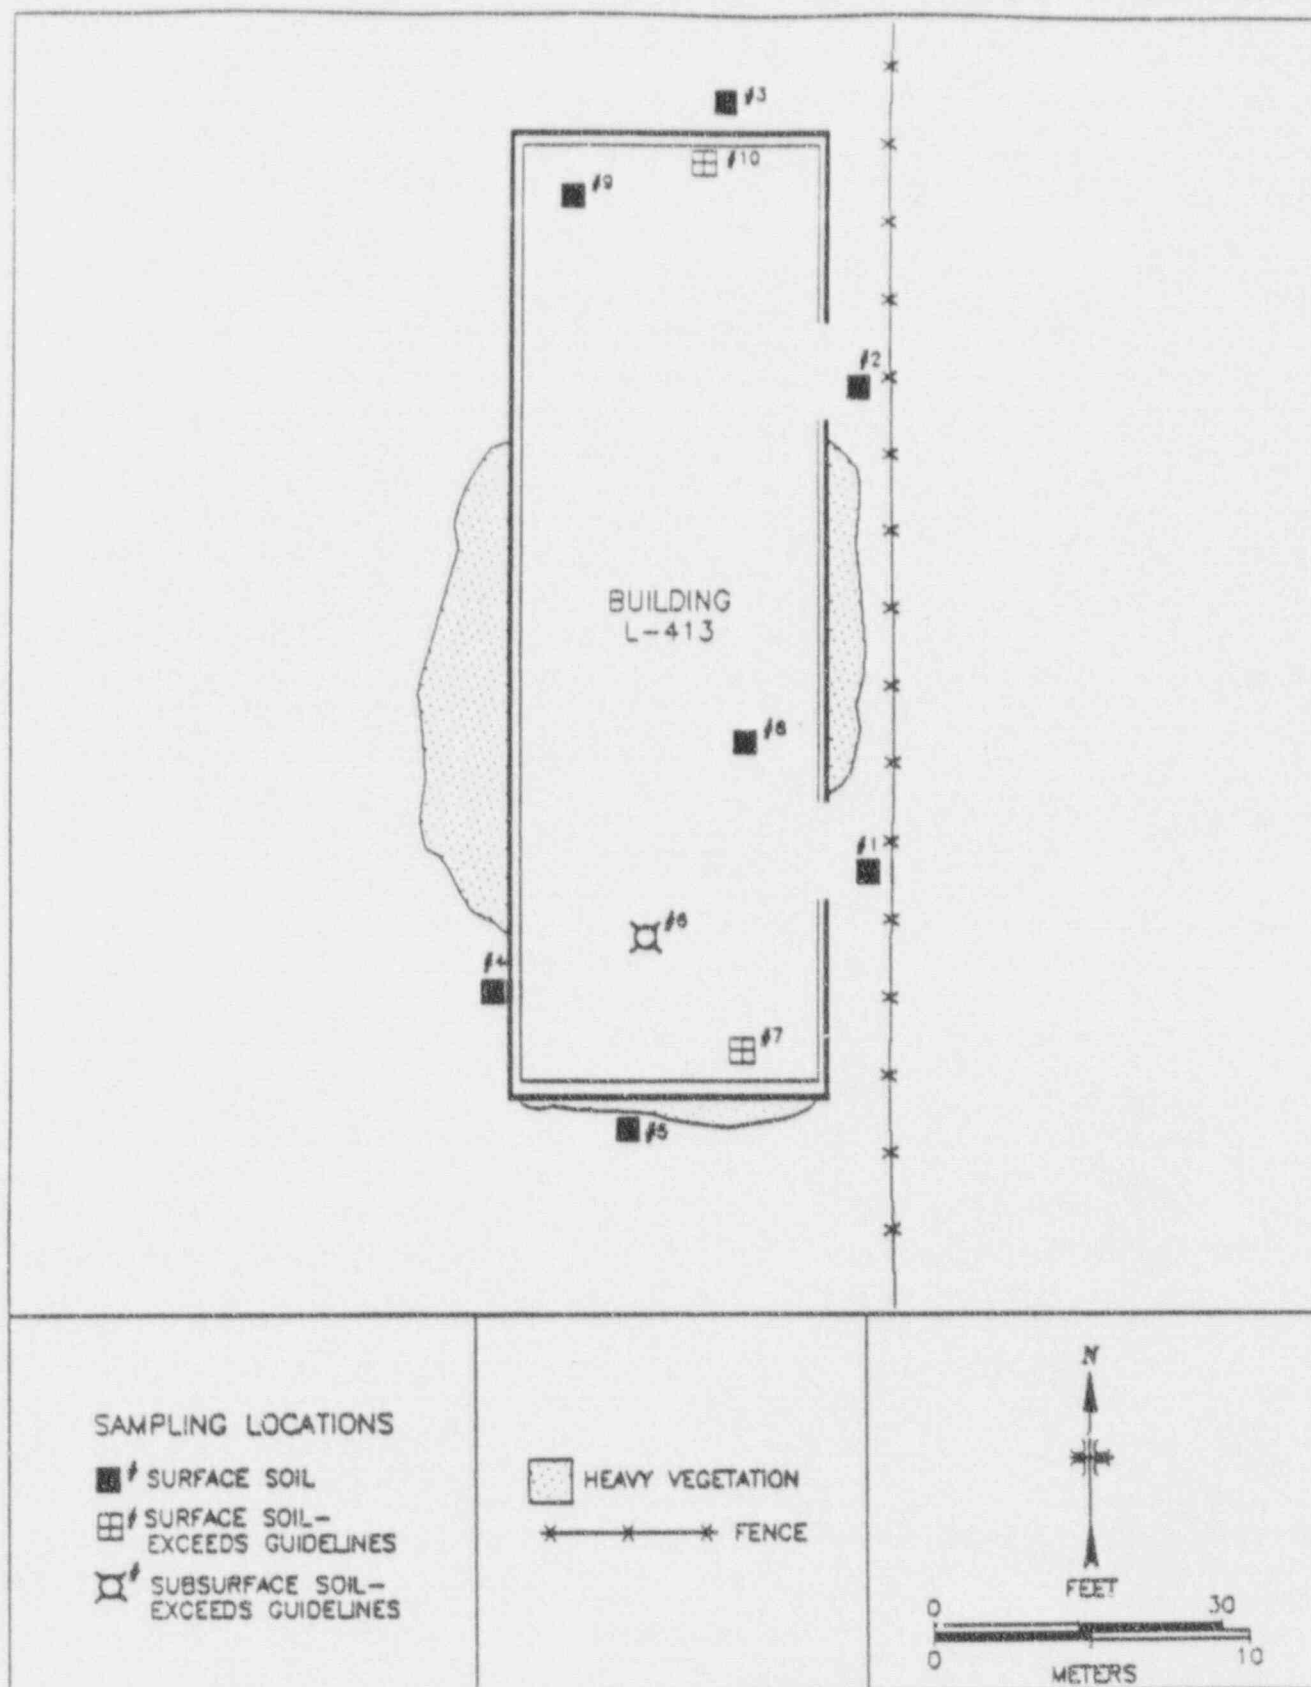 #3
#10
#9
#2
BUILDING
L-413
#8
#1
#6
#4
#7
#5
SAMPLING LOCATIONS
# SURFACE SOIL
# SURFACE SOIL-
EXCEEDS GUIDELINES
# SUBSURFACE SOIL-
EXCEEDS GUIDELINES
HEAVY VEGETATION
FENCE
N
FEET
0 30
0 10
METERS